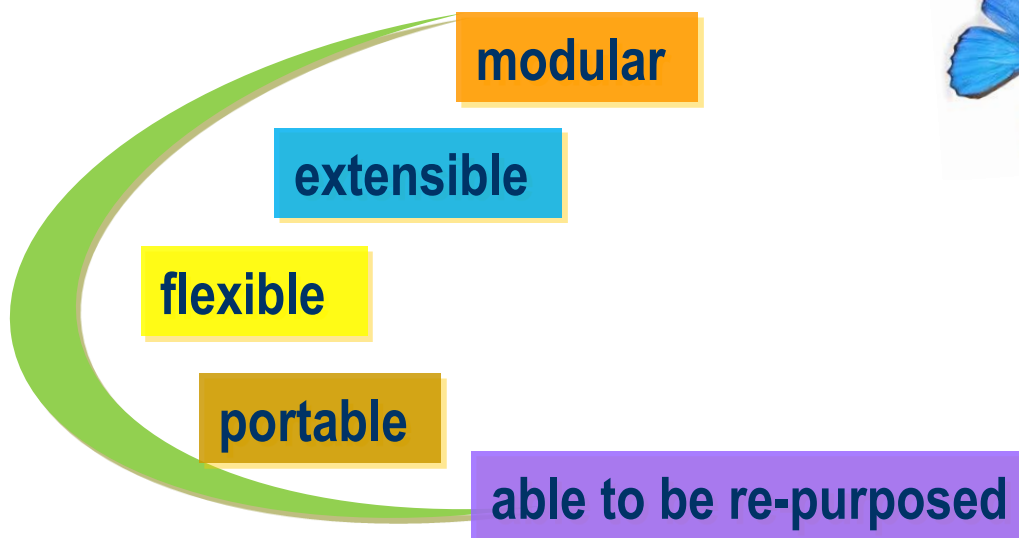 modular
extensible
flexible
portable
able to be re-purposed